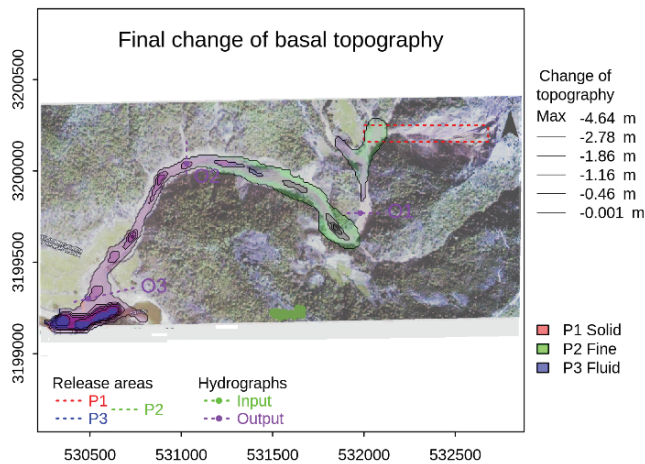 Final change of basal topography
3200500
3200000
3199500
3199000
530500
531000
531500
532000
532500
O1
O3
Release areas
P1
P2
P3
Hydrographs
Input
Output
Change of
topography
Max -4.64 m
-2.78 m
-1.86 m
-1.16 m
-0.46 m
-0.001 m
P1 Solid
P2 Fine
P3 Fluid